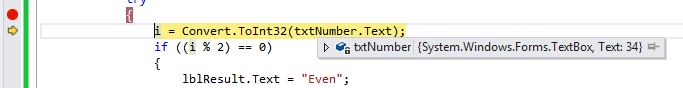 try
{
i = Convert.ToInt32(txtNumber.Text);
if ((i % 2) == 0)
txtNumber {System.Windows.Forms.TextBox, Text: 34}
{
lblResult.Text = "Even";